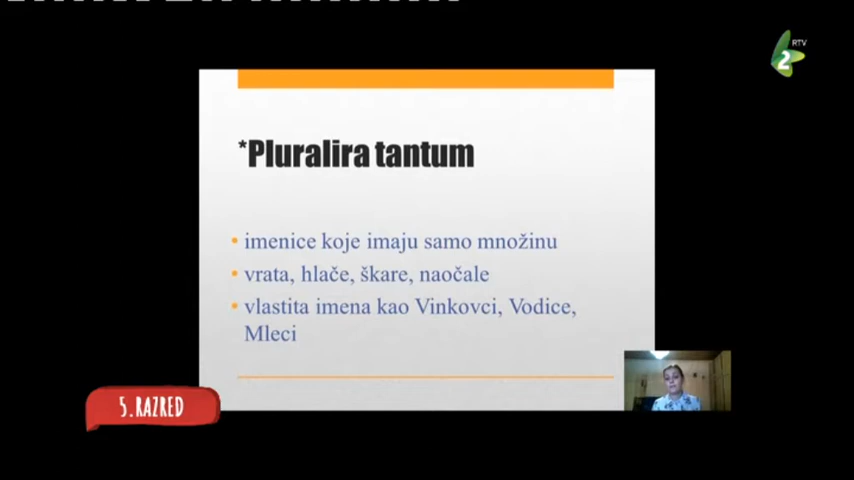 RTV
2
*Pluralira tantum
imenice koje imaju samo množinu
vrata, hlače, škare, naočale
vlastita imena kao Vinkovci, Vodice,
Mleci
5.RAZRED